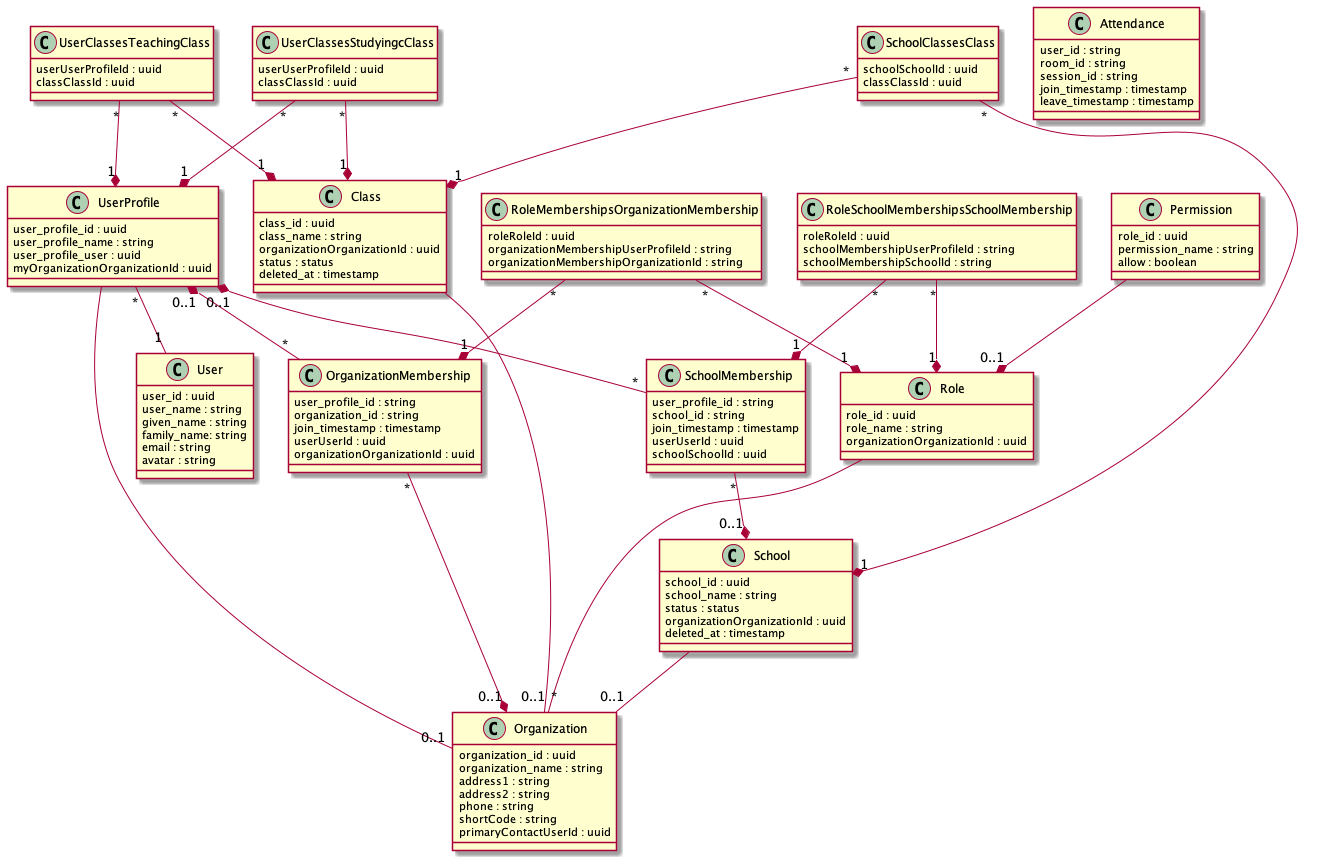 C UserClassesTeachingClass
userUserProfileId : uuid
classClassId : uuid
C UserClassesStudyingcClass
userUserProfileId : uuid
classClassId : uuid
C SchoolClassesClass
schoolSchoolId : uuid
classClassId : uuid
C Attendance
user_id : string
room_id : string
session_id : string
join_timestamp : timestamp
leave_timestamp : timestamp
*
*
*
*
*
*
1
1
1
1
1
C UserProfile
user_profile_id : uuid
user_profile_name : string
user_profile_user : uuid
myOrganizationOrganizationId : uuid
C Class
class_id : uuid
class_name : string
organizationOrganizationId : uuid
status : status
deleted_at : timestamp
C RoleMembershipsOrganizationMembership
roleRoleId : uuid
organizationMembershipUserProfileId : string
organizationMembershipOrganizationId : string
C RoleSchoolMembershipsSchoolMembership
roleRoleId : uuid
schoolMembershipUserProfileId : string
schoolMembershipSchoolId : string
C Permission
role_id : uuid
permission_name : string
allow : boolean
*
0..1
0..1
*
*
*
*
1
*
1
*
1
1
1
0..1
C User
user_id : uuid
user_name : string
given_name : string
family_name: string
email : string
avatar : string
C OrganizationMembership
user_profile_id : string
organization_id : string
join_timestamp : timestamp
userUserId : uuid
organizationOrganizationId : uuid
C SchoolMembership
user_profile_id : string
school_id : string
join_timestamp : timestamp
userUserId : uuid
schoolSchoolId : uuid
C Role
role_id : uuid
role_name : string
organizationOrganizationId : uuid
*
*
0..1
1
C School
school_id : uuid
school_name : string
status : status
organizationOrganizationId : uuid
deleted_at : timestamp
0..1
0..1
0..1
*
0..1
C Organization
organization_id : uuid
organization_name : string
address1 : string
address2 : string
phone : string
shortCode : string
primaryContactUserId : uuid